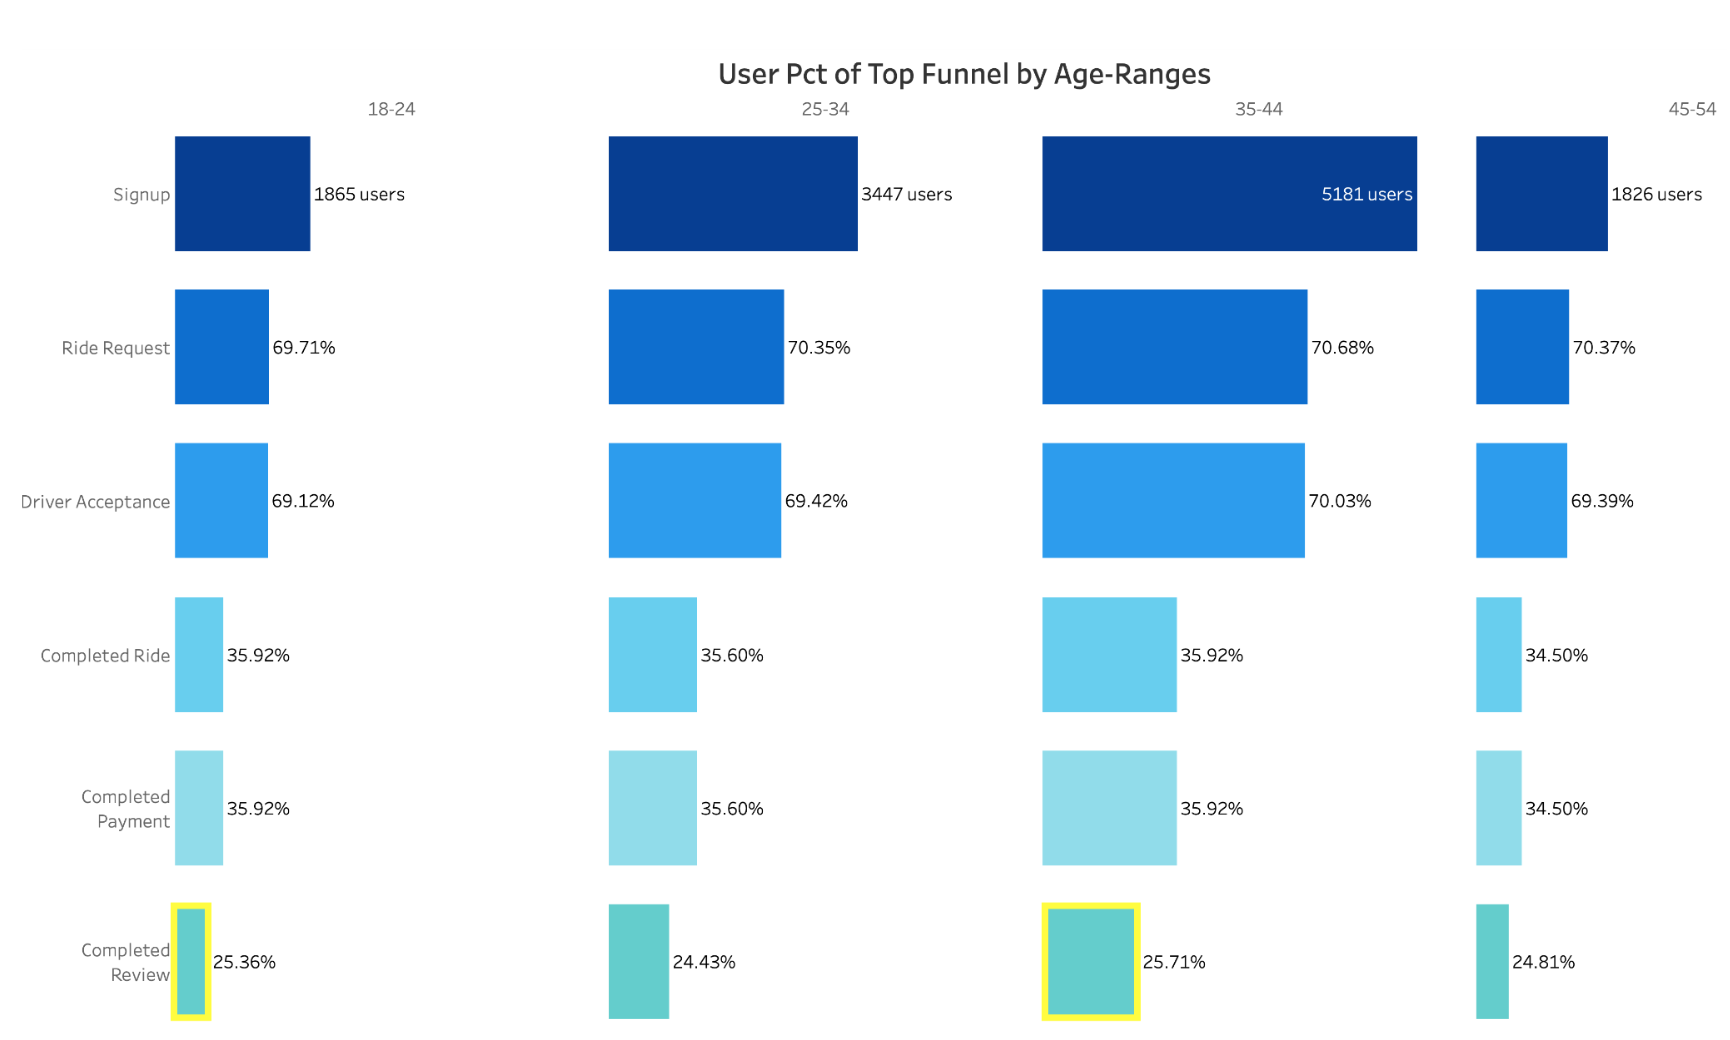 User Pct of Top Funnel by Age-Ranges
18-24 25-34 35-44 45-54
Signup 1865 users 3447 users 5181 users 1826 users
Ride Request 69.71% 70.35% 70.68% 70.37%
Driver Acceptance 69.12% 69.42% 70.03% 69.39%
Completed Ride 35.92% 35.60% 35.92% 34.50%
Completed
Payment
35.92% 35.60% 35.92% 34.50%
Completed
Review
25.36% 24.43% 25.71% 24.81%